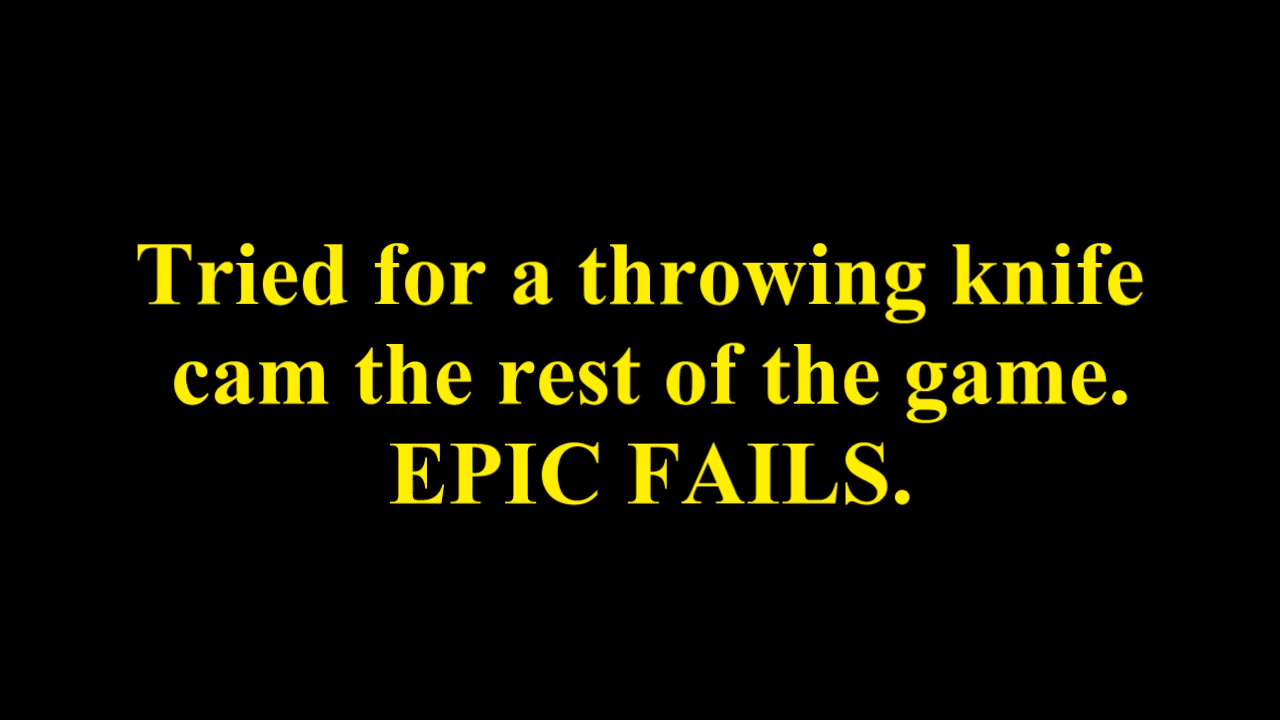 Tried for a throwing knife
cam the rest of the game.
EPIC FAILS.